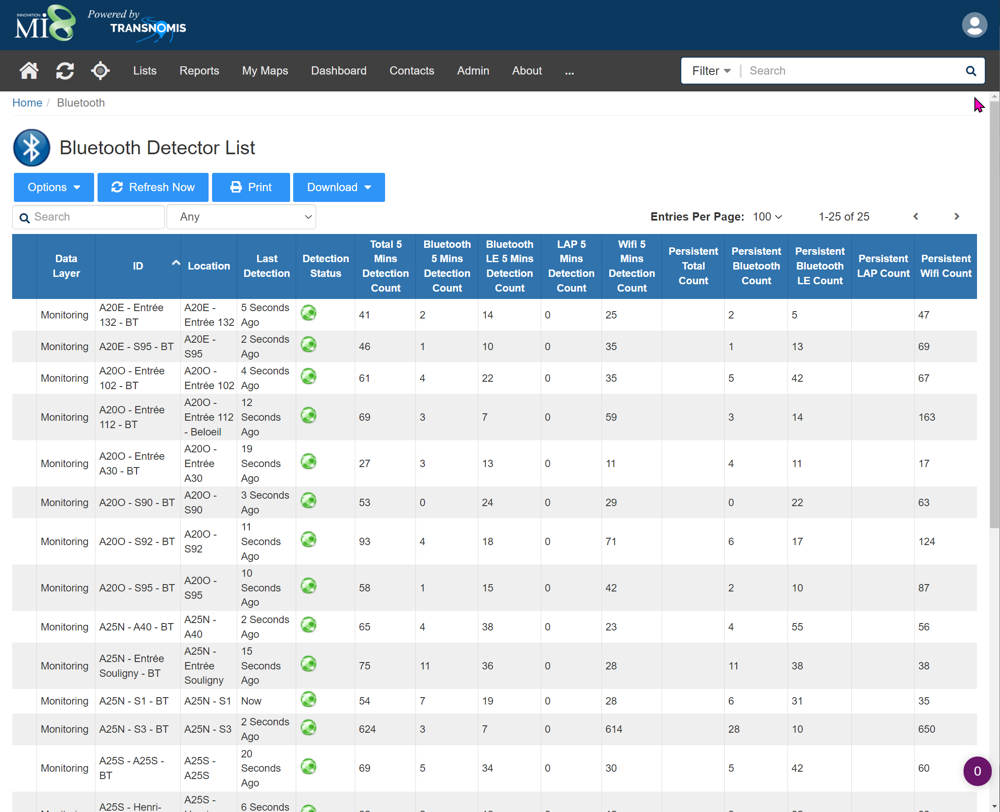 INNOVATION
MI8
Powered by
TRANSNOMIS
Lists Reports My Maps Dashboard Contacts Admin About ... Filter Search
Home / Bluetooth
Bluetooth Detector List
Options Refresh Now Print Download
Search Any Entries Per Page: 100 1-25 of 25
Data Layer ID Location Last Detection Detection Status Total 5 Mins Detection Count Bluetooth 5 Mins Detection Count Bluetooth LE 5 Mins Detection Count LAP 5 Mins Detection Count Wifi 5 Mins Detection Count Persistent Total Count Persistent Bluetooth Count Persistent Bluetooth LE Count Persistent LAP Count Persistent Wifi Count
Monitoring A20E - Entrée 132 - BT A20E - Entrée 132 5 Seconds Ago 41 2 14 0 25 2 5 47
Monitoring A20E - S95 - BT A20E - S95 2 Seconds Ago 46 1 10 0 35 1 13 69
Monitoring A20O - Entrée 102 - BT A20O - Entrée 102 4 Seconds Ago 61 4 22 0 35 5 42 67
Monitoring A20O - Entrée 112 - BT A20O - Entrée 112 - Beloeil 12 Seconds Ago 69 3 7 0 59 3 14 163
Monitoring A20O - Entrée A30 - BT A20O - Entrée A30 19 Seconds Ago 27 3 13 0 11 4 11 17
Monitoring A20O - S90 - BT A20O - S90 3 Seconds Ago 53 0 24 0 29 0 22 63
Monitoring A20O - S92 - BT A20O - S92 11 Seconds Ago 93 4 18 0 71 6 17 124
Monitoring A20O - S95 - BT A20O - S95 10 Seconds Ago 58 1 15 0 42 2 10 87
Monitoring A25N - A40 - BT A25N - A40 2 Seconds Ago 65 4 38 0 23 4 55 56
Monitoring A25N - Entrée Souligny - BT A25N - Entrée Souligny 15 Seconds Ago 75 11 36 0 28 11 38 38
Monitoring A25N - S1 - BT A25N - S1 Now 54 7 19 0 28 6 31 35
Monitoring A25N - S3 - BT A25N - S3 2 Seconds Ago 624 3 7 0 614 28 10 650
Monitoring A25S - A25S - BT A25S - A25S 20 Seconds Ago 69 5 34 0 30 5 42 60
0
A25S - Henri- A25S - 6 Seconds